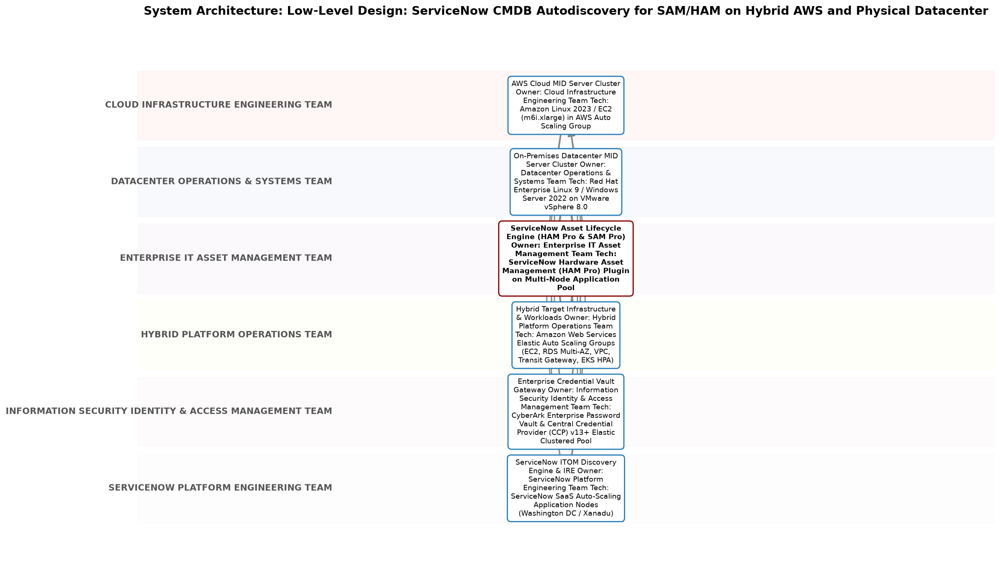 System Architecture: Low-Level Design: ServiceNow CMDB Autodiscovery for SAM/HAM on Hybrid AWS and Physical Datacenter
CLOUD INFRASTRUCTURE ENGINEERING TEAM
AWS Cloud MID Server Cluster
Owner: Cloud Infrastructure
Engineering Team Tech:
Amazon Linux 2023 / EC2
(m6i.xlarge) in AWS Auto
Scaling Group
DATACENTER OPERATIONS & SYSTEMS TEAM
On-Premises Datacenter MID
Server Cluster Owner:
Datacenter Operations &
Systems Team Tech: Red Hat
Enterprise Linux 9 / Windows
Server 2022 on VMware
vSphere 8.0
ENTERPRISE IT ASSET MANAGEMENT TEAM
ServiceNow Asset Lifecycle
Engine (HAM Pro & SAM Pro)
Owner: Enterprise IT Asset
Management Team Tech:
ServiceNow Hardware Asset
Management (HAM Pro) Plugin
on Multi-Node Application
Pool
HYBRID PLATFORM OPERATIONS TEAM
Hybrid Target Infrastructure
& Workloads Owner: Hybrid
Platform Operations Team
Tech: Amazon Web Services
Elastic Auto Scaling Groups
(EC2, RDS Multi-AZ, VPC,
Transit Gateway, EKS HPA)
INFORMATION SECURITY IDENTITY & ACCESS MANAGEMENT TEAM
Enterprise Credential Vault
Gateway Owner: Information
Security Identity & Access
Management Team Tech:
CyberArk Enterprise Password
Vault & Central Credential
Provider (CCP) v13+ Elastic
Clustered Pool
SERVICENOW PLATFORM ENGINEERING TEAM
ServiceNow ITOM Discovery
Engine & IRE Owner:
ServiceNow Platform
Engineering Team Tech:
ServiceNow SaaS Auto-Scaling
Application Nodes
(Washington DC / Xanadu)